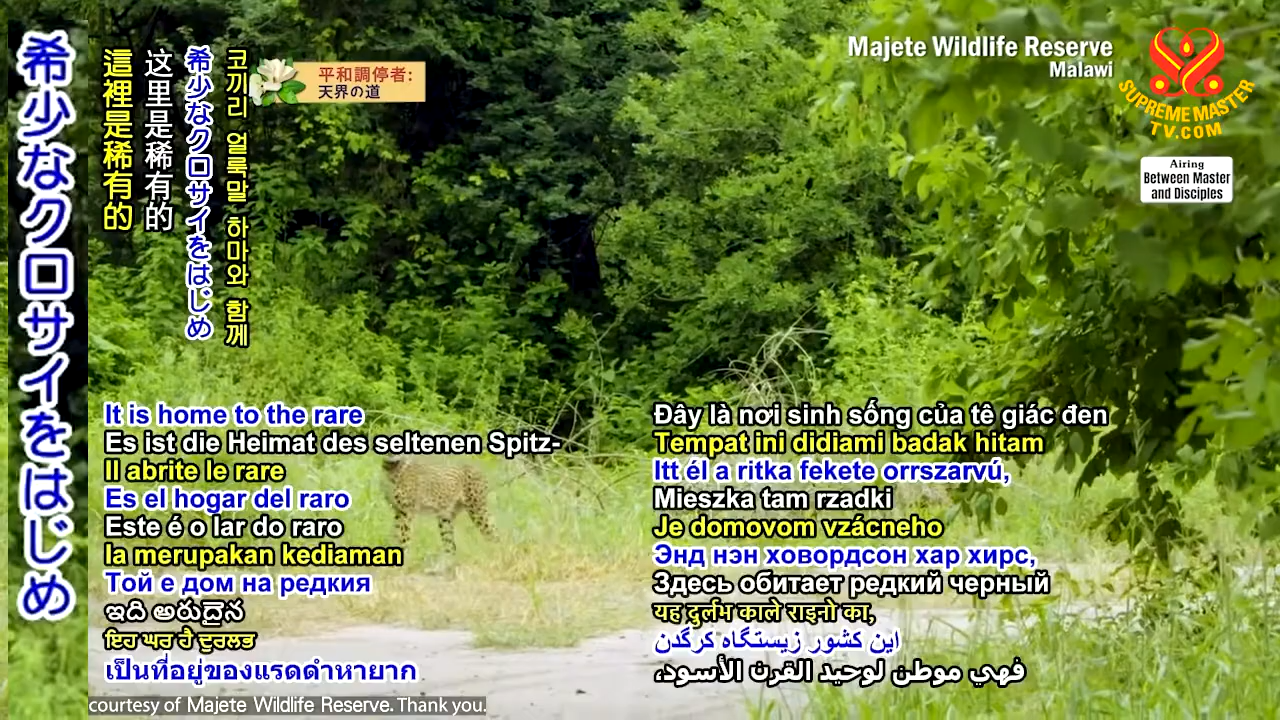 希少なクロサイをはじめ
這裡是稀有的
这里是稀有的
希少なクロサイをはじめ
코끼리 얼룩말 하마와 함께
平和調停者:
天界の道
Majete Wildlife Reserve
Malawi
SUPREME MASTER
TV.COM
Airing
Between Master
and Disciples
It is home to the rare
Es ist die Heimat des seltenen Spitz-
Il abrite le rare
Es el hogar del raro
Este é o lar do raro
Ia merupakan kediaman
Той е дом на редкия
ఇది అరుదైన
ਇਹ ਘਰ ਹੈ ਦੁਰਲਭ
เป็นที่อยู่ของแรดดำหายาก
Đây là nơi sinh sống của tê giác đen
Tempat ini didiami badak hitam
Itt él a ritka fekete orrszarvú,
Mieszka tam rzadki
Je domovom vzácneho
Энд нэн ховордсон хар хирс,
Здесь обитает редкий черный
यह दुर्लभ काले राइनो का,
این کشور زیستگاه کرگدن
فهي موطن لوحيد القرن الأسود،
courtesy of Majete Wildlife Reserve. Thank you.